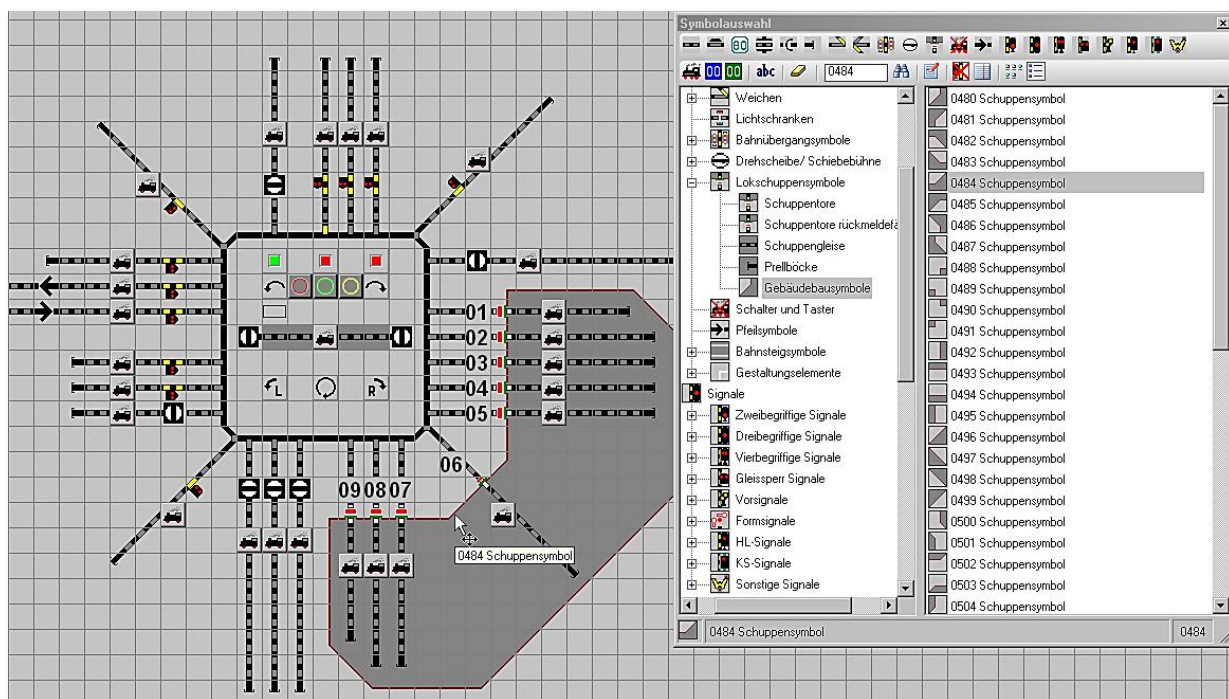 Symbolauswahl
80
00 00 abc 0484
Weichen
Lichtschranken
Bahnübergangsymbole
Drehscheibe/ Schiebebühne
Lokschuppensymbole
Schuppentore
Schuppentore rückmeldefä
Schuppengleise
Prellböcke
Gebäudebausymbole
Schalter und Taster
Pfeilsymbole
Bahnsteigsymbole
Gestaltungselemente
Signale
Zweibegriffige Signale
Dreibegriffige Signale
Vierbegriffige Signale
Gleissperr Signale
Vorsignale
Formsignale
HL-Signale
KS-Signale
Sonstige Signale
0480 Schuppensymbol
0481 Schuppensymbol
0482 Schuppensymbol
0483 Schuppensymbol
0484 Schuppensymbol
0485 Schuppensymbol
0486 Schuppensymbol
0487 Schuppensymbol
0488 Schuppensymbol
0489 Schuppensymbol
0490 Schuppensymbol
0491 Schuppensymbol
0492 Schuppensymbol
0493 Schuppensymbol
0494 Schuppensymbol
0495 Schuppensymbol
0496 Schuppensymbol
0497 Schuppensymbol
0498 Schuppensymbol
0499 Schuppensymbol
0500 Schuppensymbol
0501 Schuppensymbol
0502 Schuppensymbol
0503 Schuppensymbol
0504 Schuppensymbol
0484 Schuppensymbol 0484
01
02
03
04
05
L R
06
09 08 07
0484 Schuppensymbol